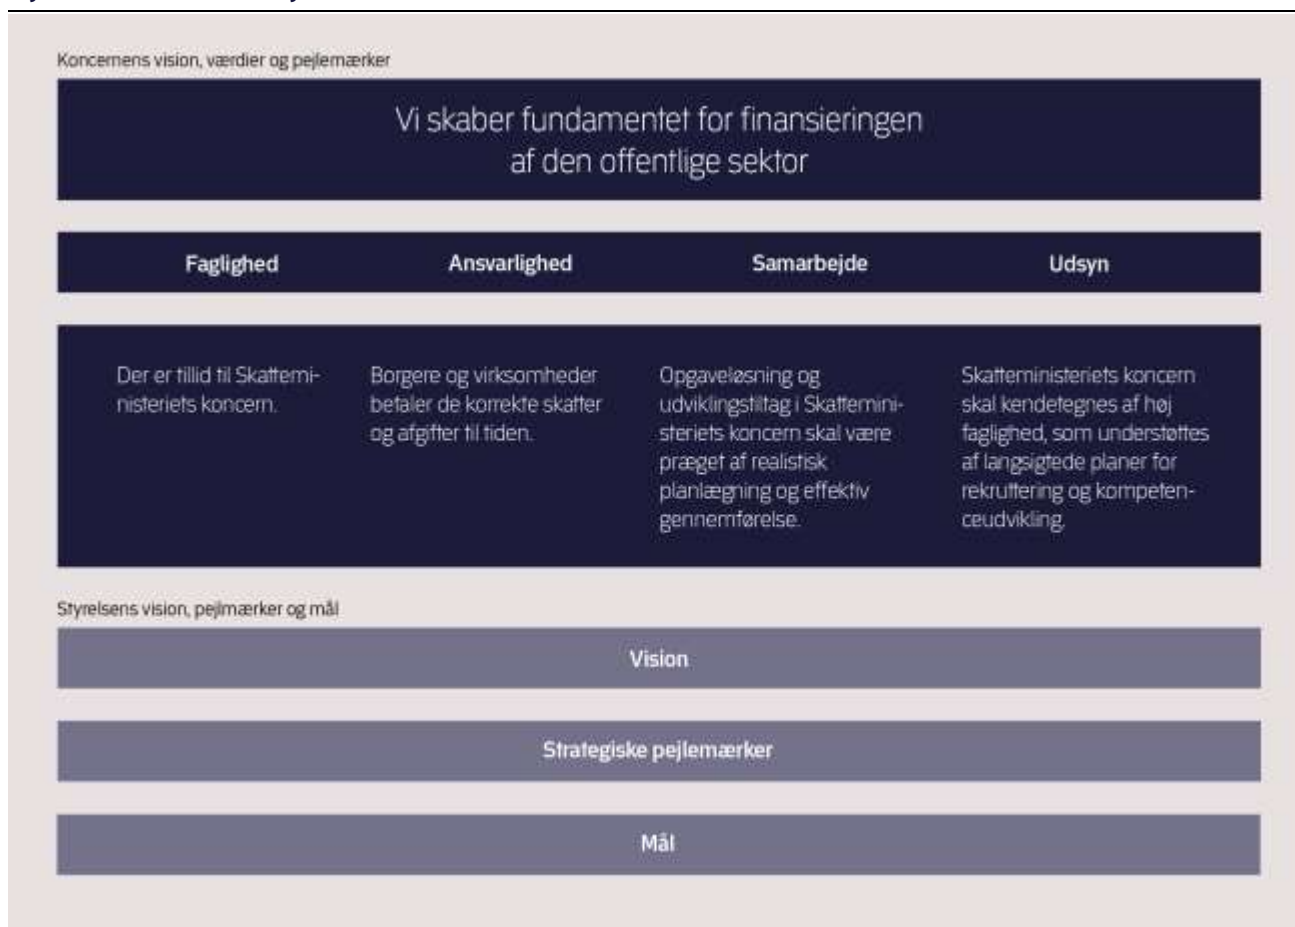 Koncernens vision, værdier og pejlemærker
Vi skaber fundamentet for finansieringen
af den offentlige sektor
Faglighed Ansvarlighed Samarbejde Udsyn
Der er tillid til Skattemi-
nisteriets koncern.
Borgere og virksomheder
betaler de korrekte skatter
og afgifter til tiden.
Opgaveløsning og
udviklingstiltag i Skattemini-
steriets koncern skal være
præget af realistisk
planlægning og effektiv
gennemførelse.
Skatteministeriets koncern
skal kendetegnes af høj
faglighed, som understøttes
af langsigtede planer for
rekruttering og kompeten-
ceudvikling.
Styrelsens vision, pejlmærker og mål
Vision
Strategiske pejlemærker
Mål